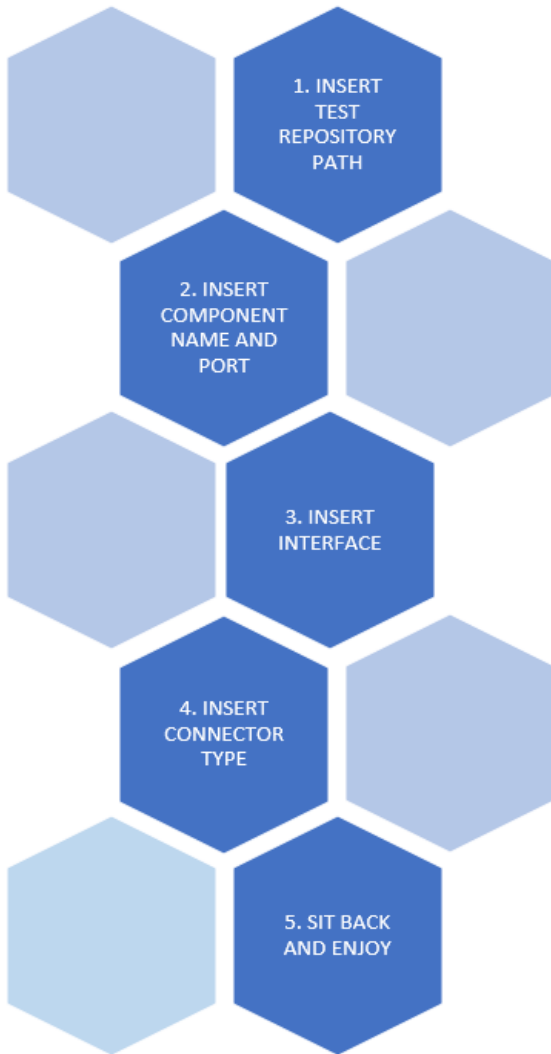 1. INSERT
TEST
REPOSITORY
PATH
2. INSERT
COMPONENT
NAME AND
PORT
3. INSERT
INTERFACE
4. INSERT
CONNECTOR
TYPE
5. SIT BACK
AND ENJOY